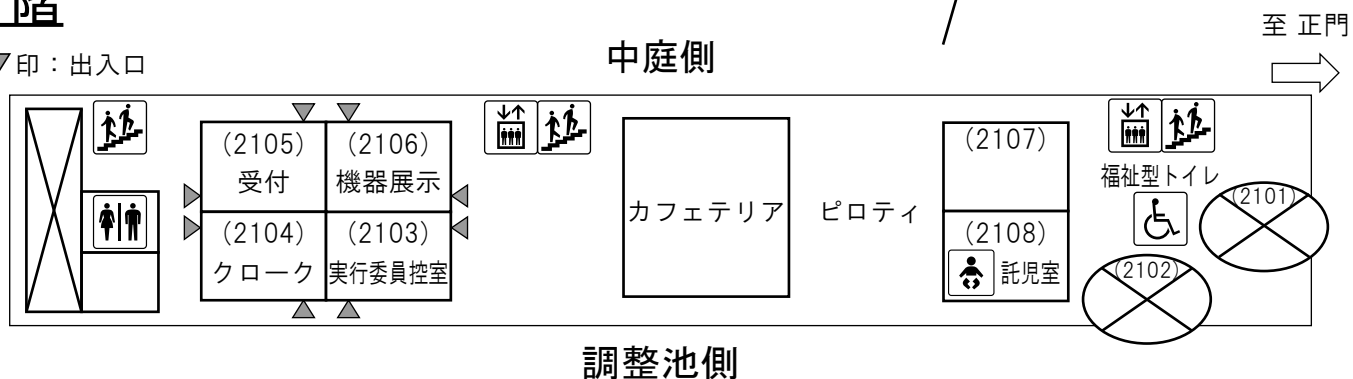 階
▽印：出入口
中庭側
至 正門
(2105)
受付
(2106)
機器展示
(2104)
クローク
(2103)
実行委員控室
カフェテリア
ピロティ
(2107)
(2108)
託児室
福祉型トイレ
(2101)
(2102)
調整池側